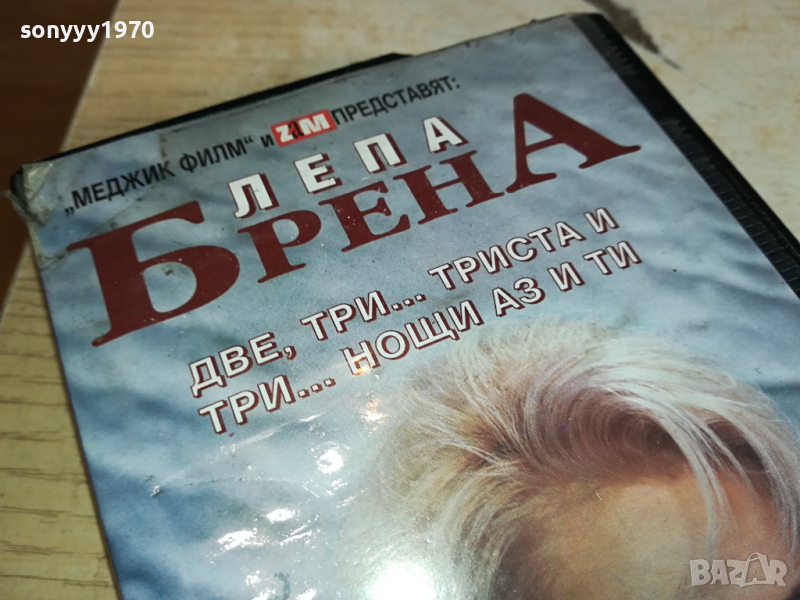 sonyyy1970
„МЕДЖИК ФИЛМ“ и ZAM ПРЕДСТАВЯТ:
ЛЕПА
БРЕНА
ДВЕ, ТРИ... ТРИСТА И
ТРИ... НОЩИ АЗ И ТИ
BAZAR